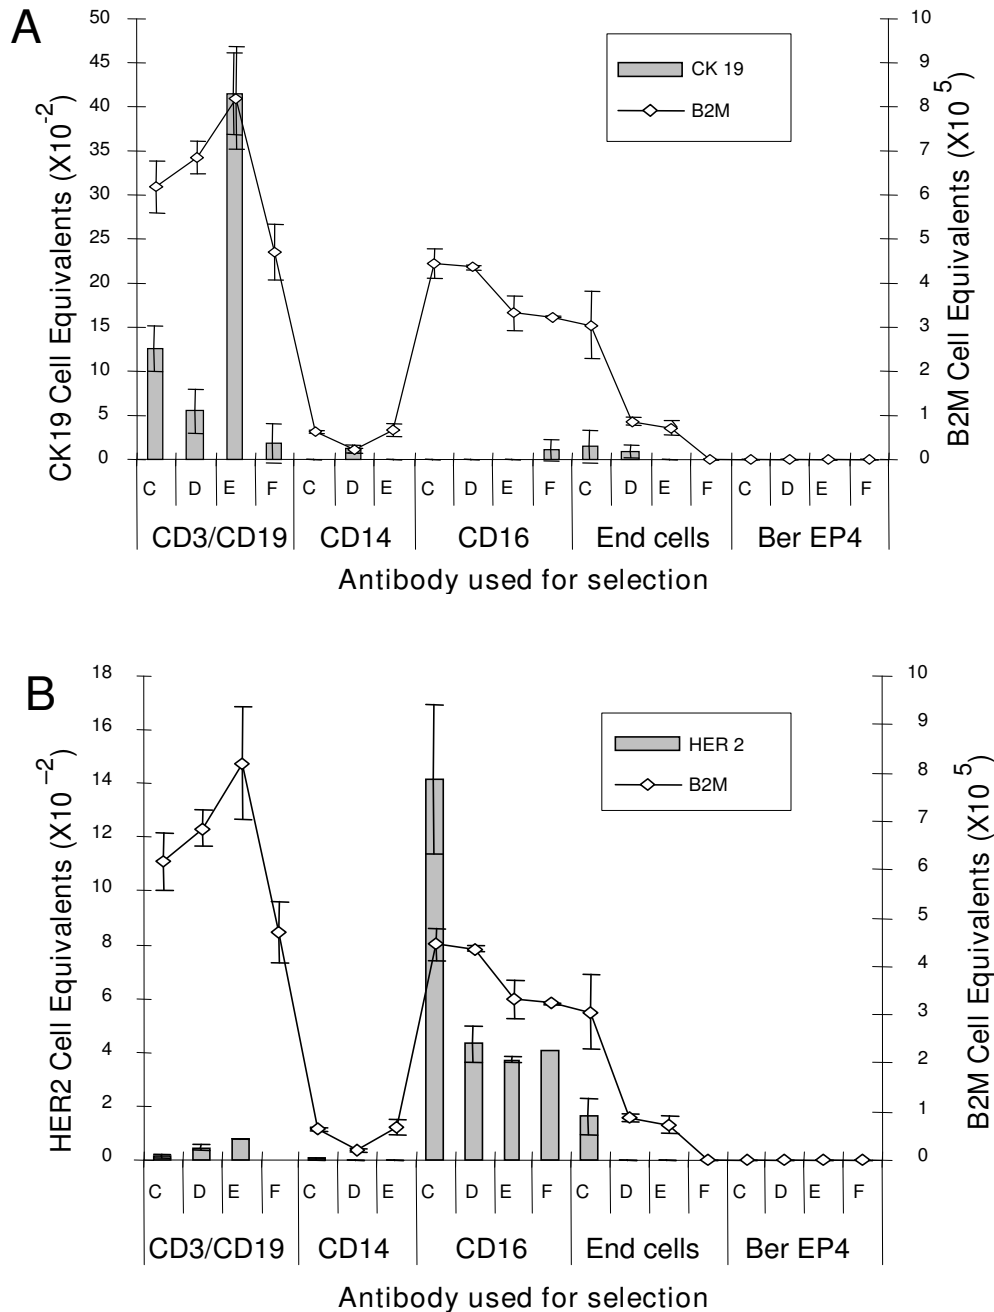 A
50
45
40
35
30
25
20
15
10
5
0
CK19 Cell Equivalents (X10-2)
CK 19
B2M
10
9
8
7
6
5
4
3
2
1
0
B2M Cell Equivalents (X10 5)
C D E F C D E C D E F C D E F C D E F
CD3/CD19 CD14 CD16 End cells Ber EP4
Antibody used for selection
B
18
16
14
12
10
8
6
4
2
0
HER2 Cell Equivalents (X10 –2)
HER 2
B2M
10
9
8
7
6
5
4
3
2
1
0
B2M Cell Equivalents (X10 5)
C D E F C D E C D E F C D E F C D E F
CD3/CD19 CD14 CD16 End cells Ber EP4
Antibody used for selection